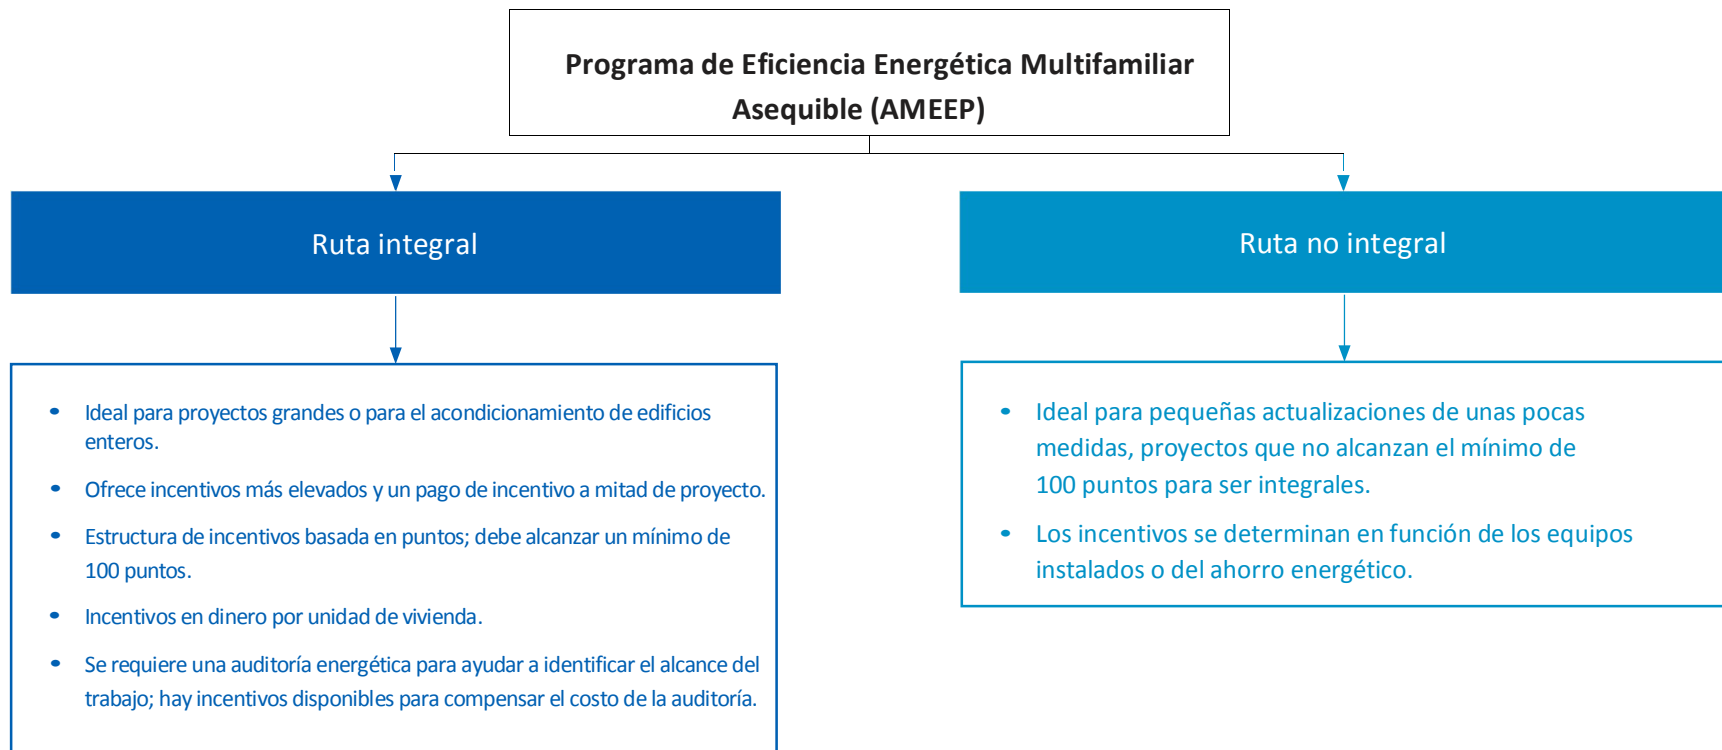 Programa de Eficiencia Energética Multifamiliar
Asequible (AMEEP)
Ruta integral
• Ideal para proyectos grandes o para el acondicionamiento de edificios
enteros.
• Ofrece incentivos más elevados y un pago de incentivo a mitad de proyecto.
• Estructura de incentivos basada en puntos; debe alcanzar un mínimo de
100 puntos.
• Incentivos en dinero por unidad de vivienda.
• Se requiere una auditoría energética para ayudar a identificar el alcance del
trabajo; hay incentivos disponibles para compensar el costo de la auditoría.
Ruta no integral
• Ideal para pequeñas actualizaciones de unas pocas
medidas, proyectos que no alcanzan el mínimo de
100 puntos para ser integrales.
• Los incentivos se determinan en función de los equipos
instalados o del ahorro energético.